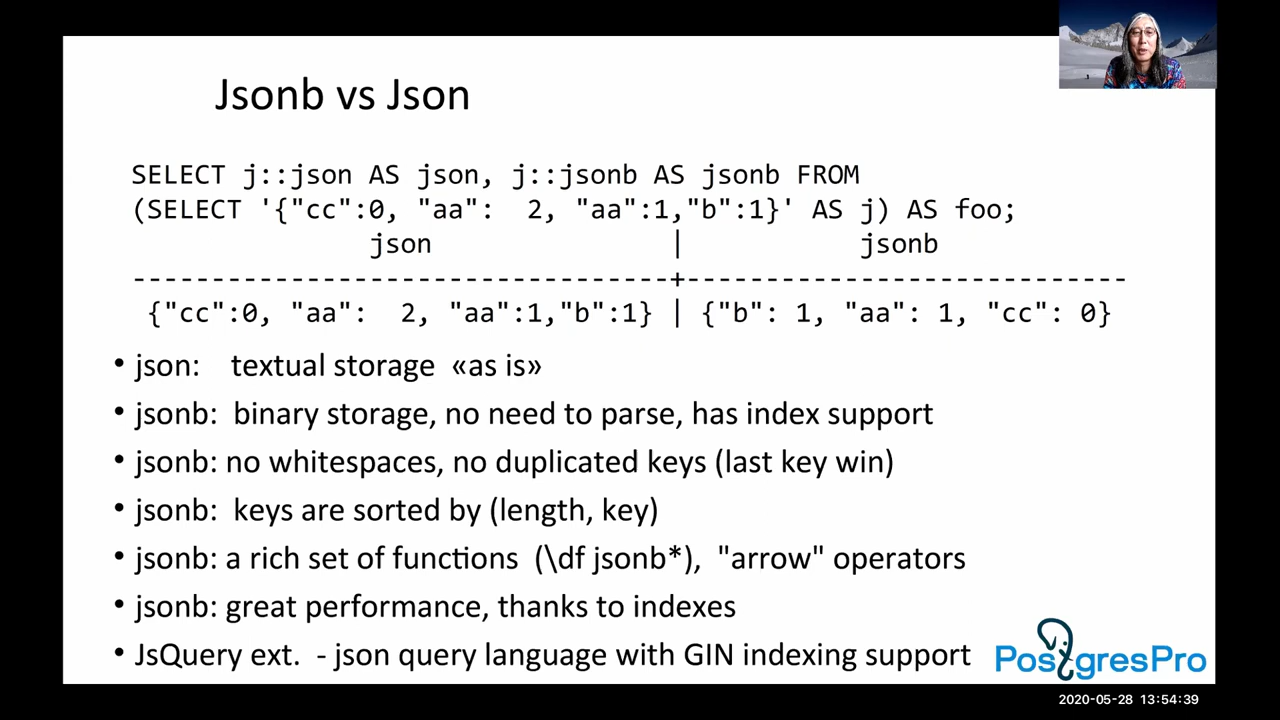 Jsonb vs Json
SELECT j::json AS json, j::jsonb AS jsonb FROM
(SELECT '{"cc":0, "aa":  2, "aa":1,"b":1}' AS j) AS foo;
json | jsonb
----------------------------------+----------------------------
{"cc":0, "aa":  2, "aa":1,"b":1} | {"b": 1, "aa": 1, "cc": 0}
• json: textual storage «as is»
• jsonb: binary storage, no need to parse, has index support
• jsonb: no whitespaces, no duplicated keys (last key win)
• jsonb: keys are sorted by (length, key)
• jsonb: a rich set of functions (\df jsonb*), "arrow" operators
• jsonb: great performance, thanks to indexes
• JsQuery ext. - json query language with GIN indexing support
PostgresPro
2020-05-28 13:54:39